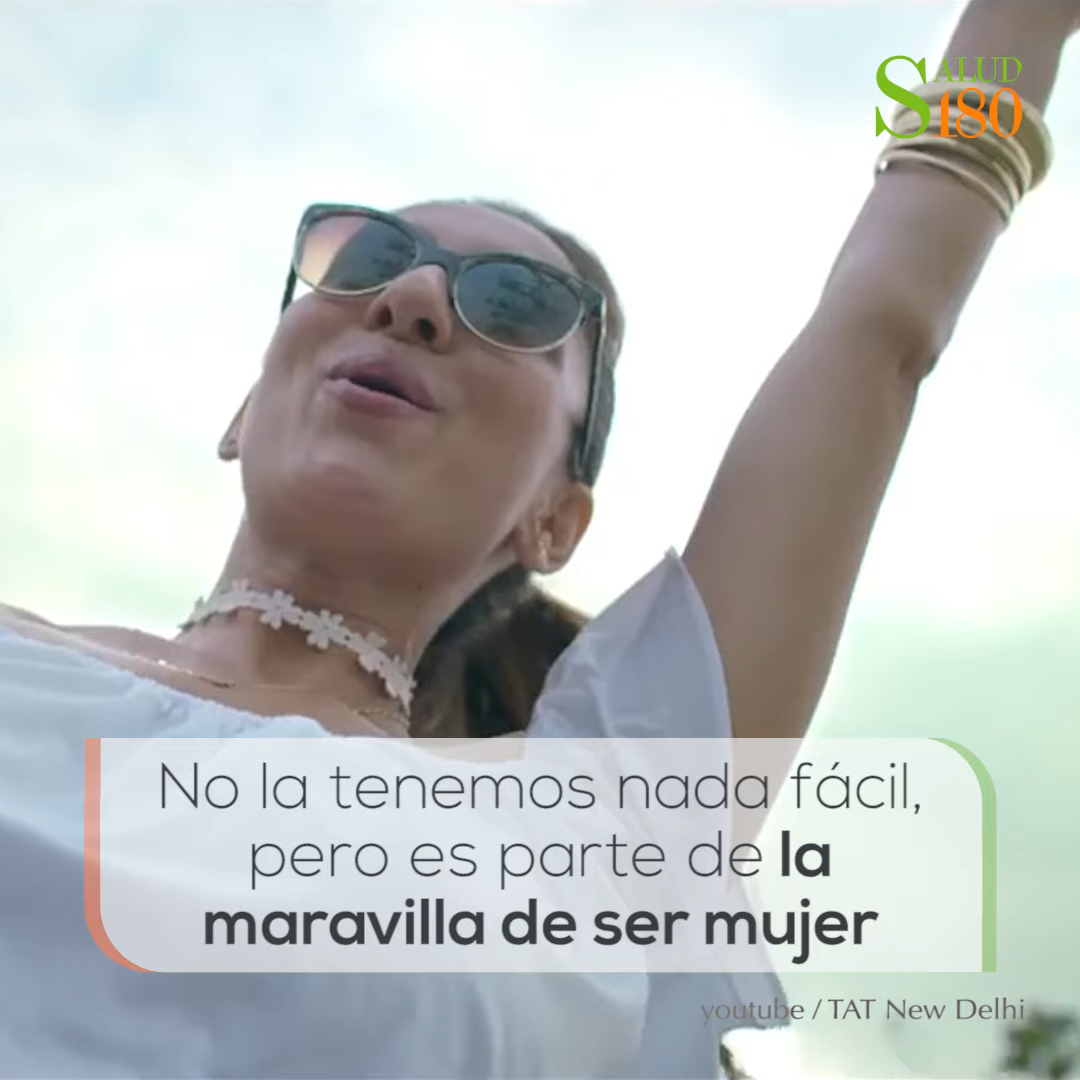 SALUD
180
No la tenemos nada fácil,
pero es parte de la
maravilla de ser mujer
youtube / TAT New Delhi